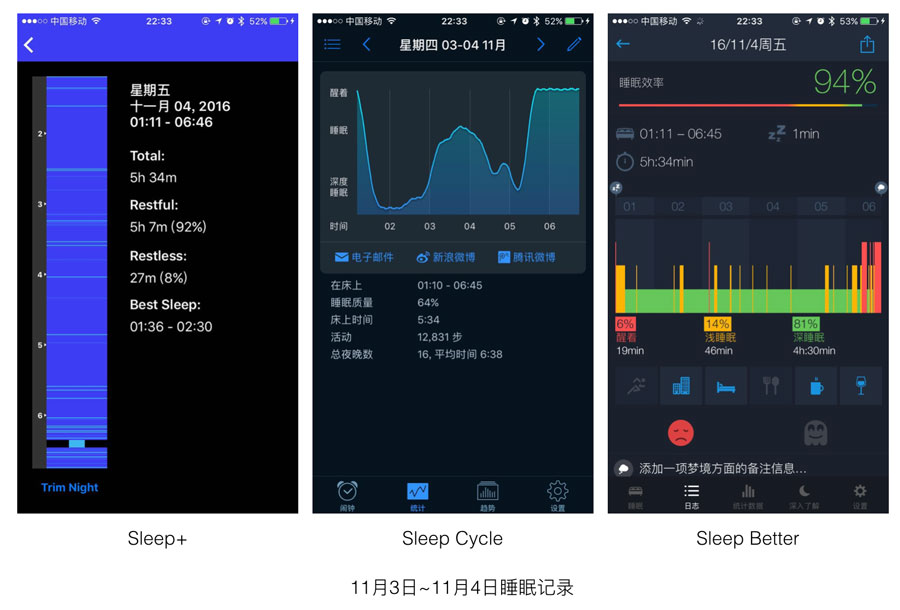 ●●●○○ 中国移动 22:33 52%
星期五
十一月 04, 2016
01:11 - 06:46
Total:
5h 34m
Restful:
5h 7m (92%)
Restless:
27m (8%)
Best Sleep:
01:36 - 02:30
2
3
4
5
6
Trim Night
Sleep+
●●●○○ 中国移动 22:33 52%
星期四 03-04 11月
醒着
睡眠
深度
睡眠
时间 02 03 04 05 06
电子邮件 新浪微博 腾讯微博
在床上 01:10 - 06:45
睡眠质量 64%
床上时间 5:34
活动 12,831 步
总夜晚数 16, 平均时间 6:38
闹钟 统计 趋势 设置
Sleep Cycle
●●●○○ 中国移动 22:33 53%
16/11/4周五
睡眠效率 94%
01:11 – 06:45 1min
5h:34min
01 02 03 04 05 06
6% 14% 81%
醒着 浅睡眠 深睡眠
19min 46min 4h:30min
添加一项梦境方面的备注信息...
睡眠 日志 统计数据 深入了解 设置
Sleep Better
11月3日~11月4日睡眠记录